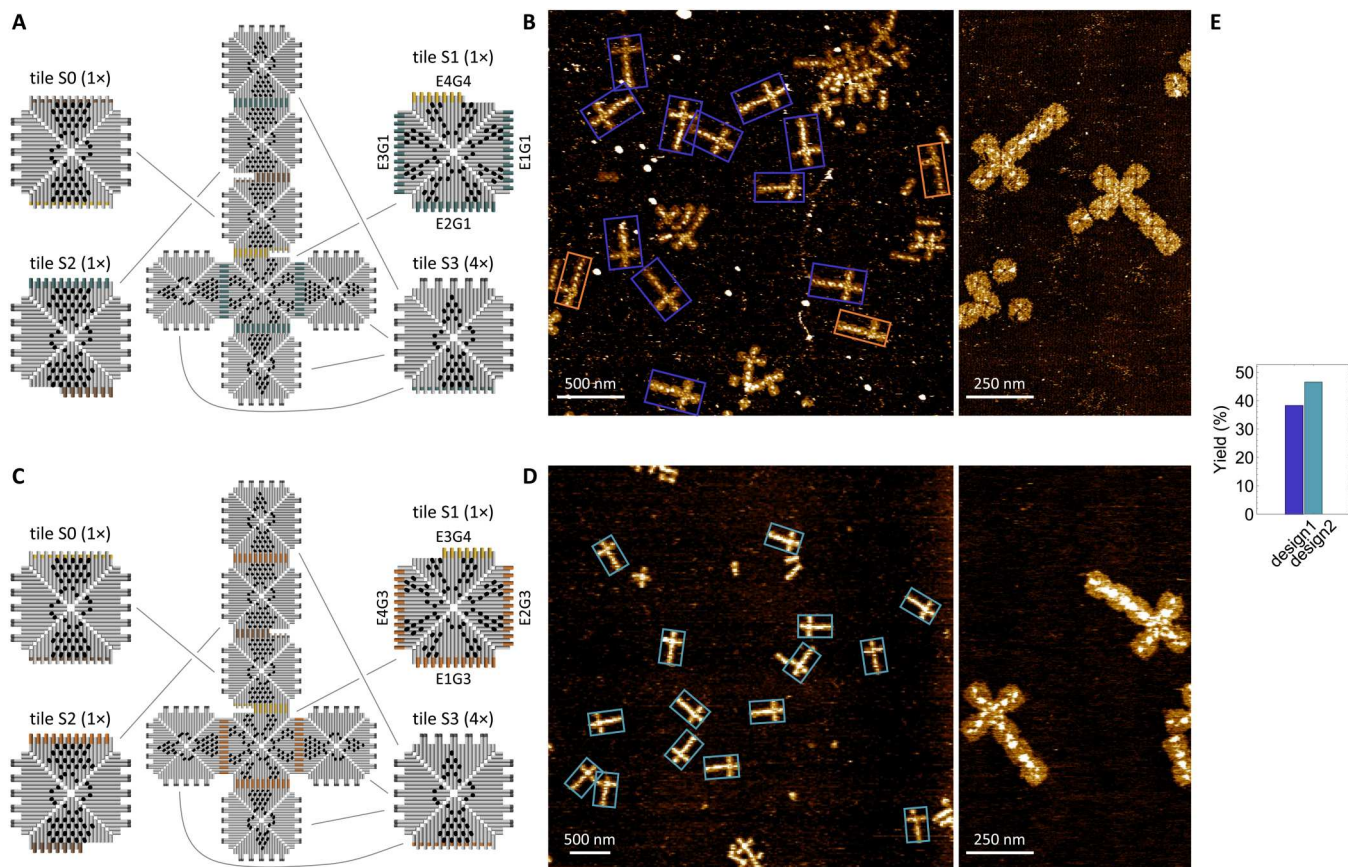 A
tile S0 (1×)
tile S1 (1×)
E4G4
E3G1
E1G1
E2G1
tile S2 (1×)
tile S3 (4×)
B
500 nm
250 nm
E
Yield (%)
50
40
30
20
10
0
design1
design2
C
tile S0 (1×)
tile S1 (1×)
E3G4
E4G3
E2G3
E1G3
tile S2 (1×)
tile S3 (4×)
D
500 nm
250 nm